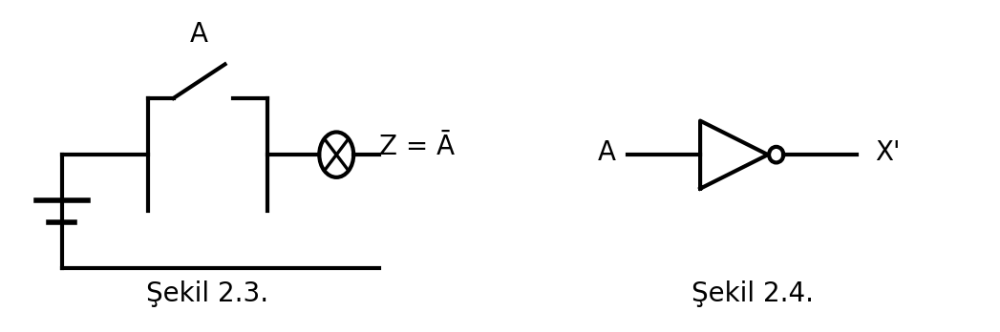 A
Z = Ā
Şekil 2.3.
A
X'
Şekil 2.4.